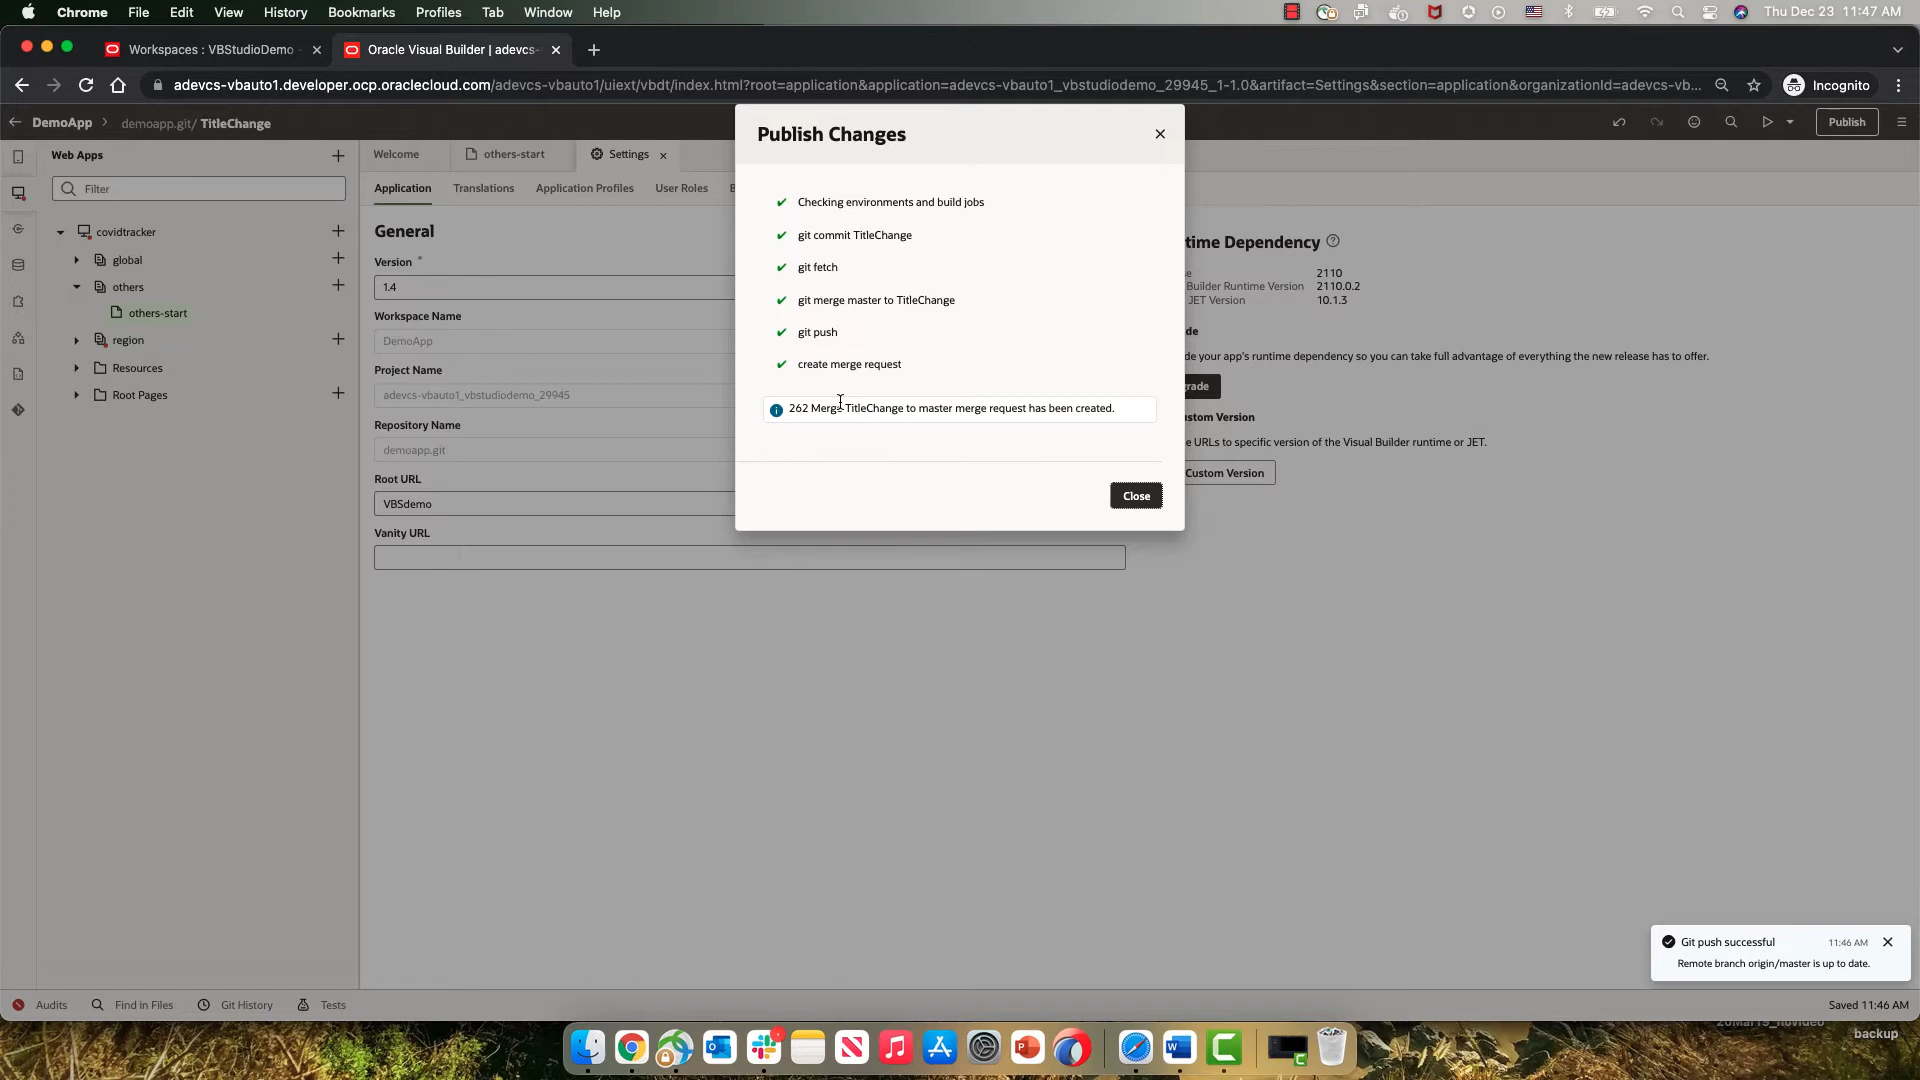 Chrome File Edit View History Bookmarks Profiles Tab Window Help Thu Dec 23 11:47 AM
Workspaces : VBStudioDemo
Oracle Visual Builder | adevcs-
adevcs-vbauto1.developer.ocp.oraclecloud.com/adevcs-vbauto1/uiext/vbdt/index.html?root=application&application=adevcs-vbauto1_vbstudiodemo_29945_1-1.0&artifact=Settings&section=application&organizationId=adevcs-vb...
Incognito
DemoApp > demoapp.git/ TitleChange
Publish
Web Apps
Filter
covidtracker
global
others
others-start
region
Resources
Root Pages
Welcome
others-start
Settings
Application Translations Application Profiles User Roles B
General
Version *
1.4
Workspace Name
DemoApp
Project Name
adevcs-vbauto1_vbstudiodemo_29945
Repository Name
demoapp.git
Root URL
VBSdemo
Vanity URL
Publish Changes
Checking environments and build jobs
git commit TitleChange
git fetch
git merge master to TitleChange
git push
create merge request
262 Merge TitleChange to master merge request has been created.
Close
time Dependency
e 2110
Builder Runtime Version 2110.0.2
JET Version 10.1.3
de
de your app's runtime dependency so you can take full advantage of everything the new release has to offer.
grade
ustom Version
e URLs to specific version of the Visual Builder runtime or JET.
Custom Version
Git push successful 11:46 AM
Remote branch origin/master is up to date.
Audits Find in Files Git History Tests
Saved 11:46 AM
20Mar19_novideo
backup